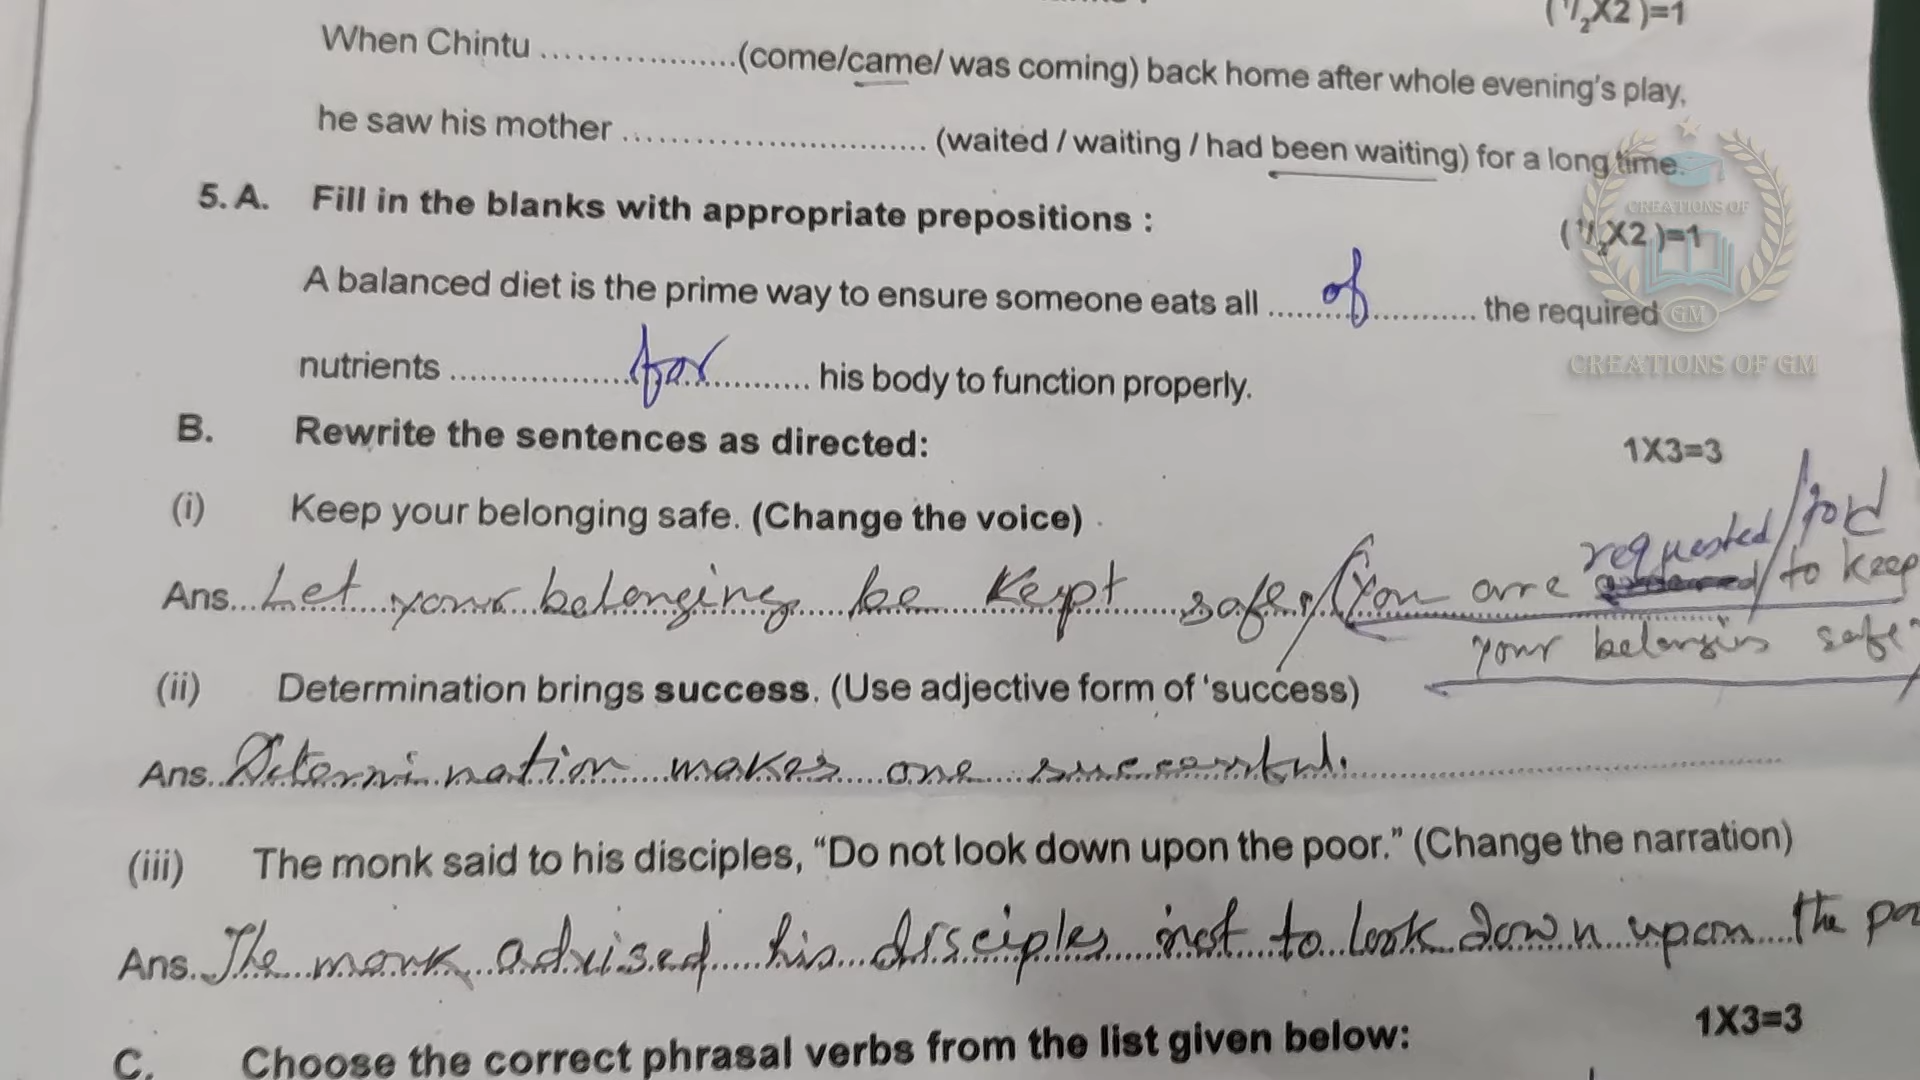 (1/2X2)=1
When Chintu ....................(come/came/ was coming) back home after whole evening's play,
he saw his mother .............................. (waited / waiting / had been waiting) for a long time.
5. A. Fill in the blanks with appropriate prepositions : (1/2X2)=1
A balanced diet is the prime way to ensure someone eats all ........of............ the required
nutrients ....................for............ his body to function properly.
B. Rewrite the sentences as directed: 1X3=3
(i) Keep your belonging safe. (Change the voice)
requested/told
Ans...Let your belonging be kept safe./(You are to keep
your belongins safe
(ii) Determination brings success. (Use adjective form of 'success)
Ans. Determination makes one successful.
(iii) The monk said to his disciples, “Do not look down upon the poor.” (Change the narration)
Ans. The monk advised his disciples not to look down upon the
1X3=3
C. Choose the correct phrasal verbs from the list given below:
CREATIONS OF
GM
CREATIONS OF GM